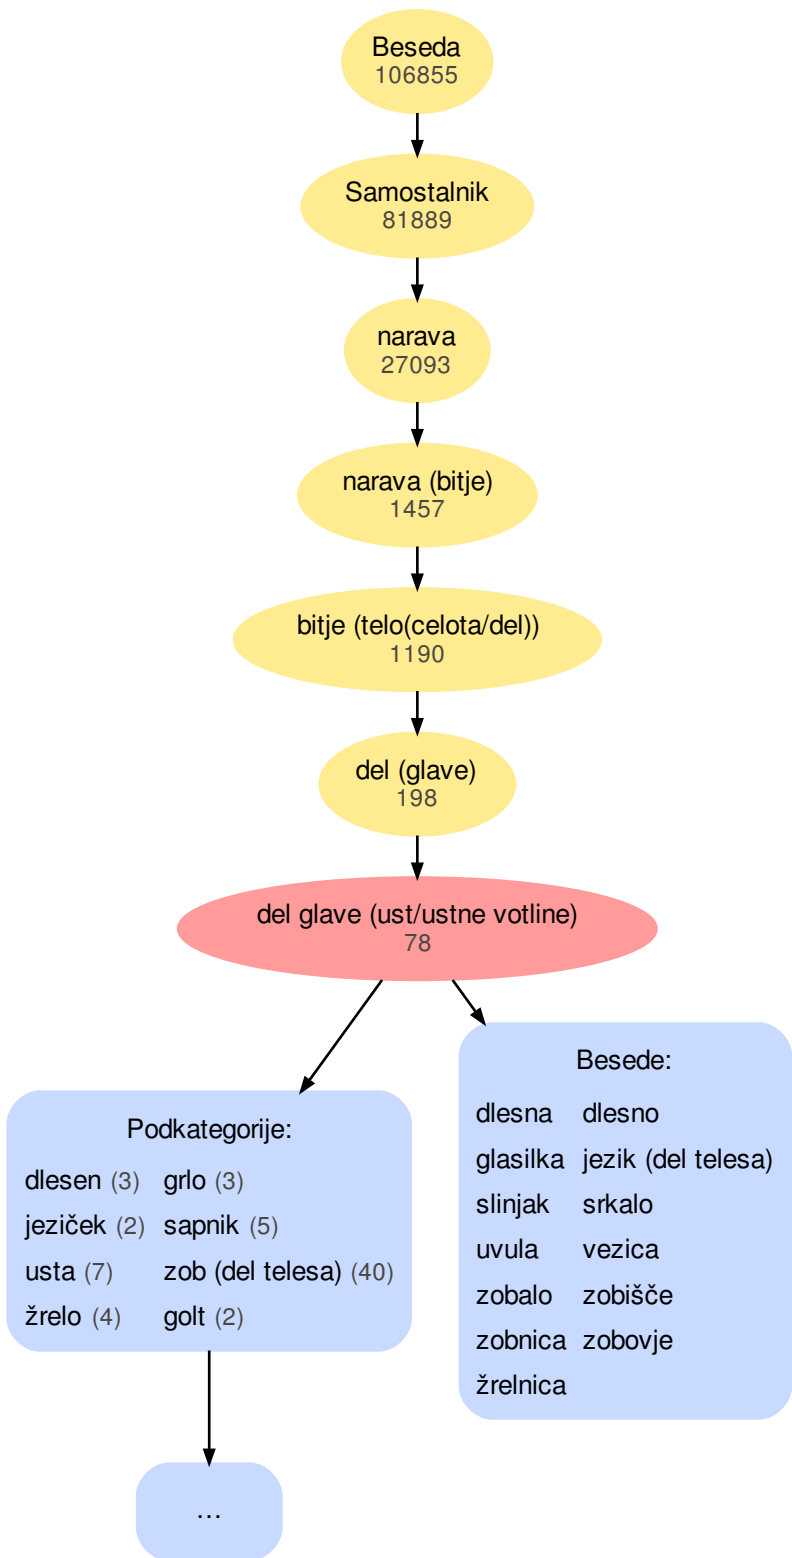 Beseda
106855
Samostalnik
81889
narava
27093
narava (bitje)
1457
bitje (telo(celota/del))
1190
del (glave)
198
del glave (ust/ustne votline)
78
Podkategorije:
dlesen (3) grlo (3)
jeziček (2) sapnik (5)
usta (7) zob (del telesa) (40)
žrelo (4) golt (2)
...
Besede:
dlesna dlesno
glasilka jezik (del telesa)
slinjak srkalo
uvula vezica
zobalo zobišče
zobnica zobovje
žrelnica